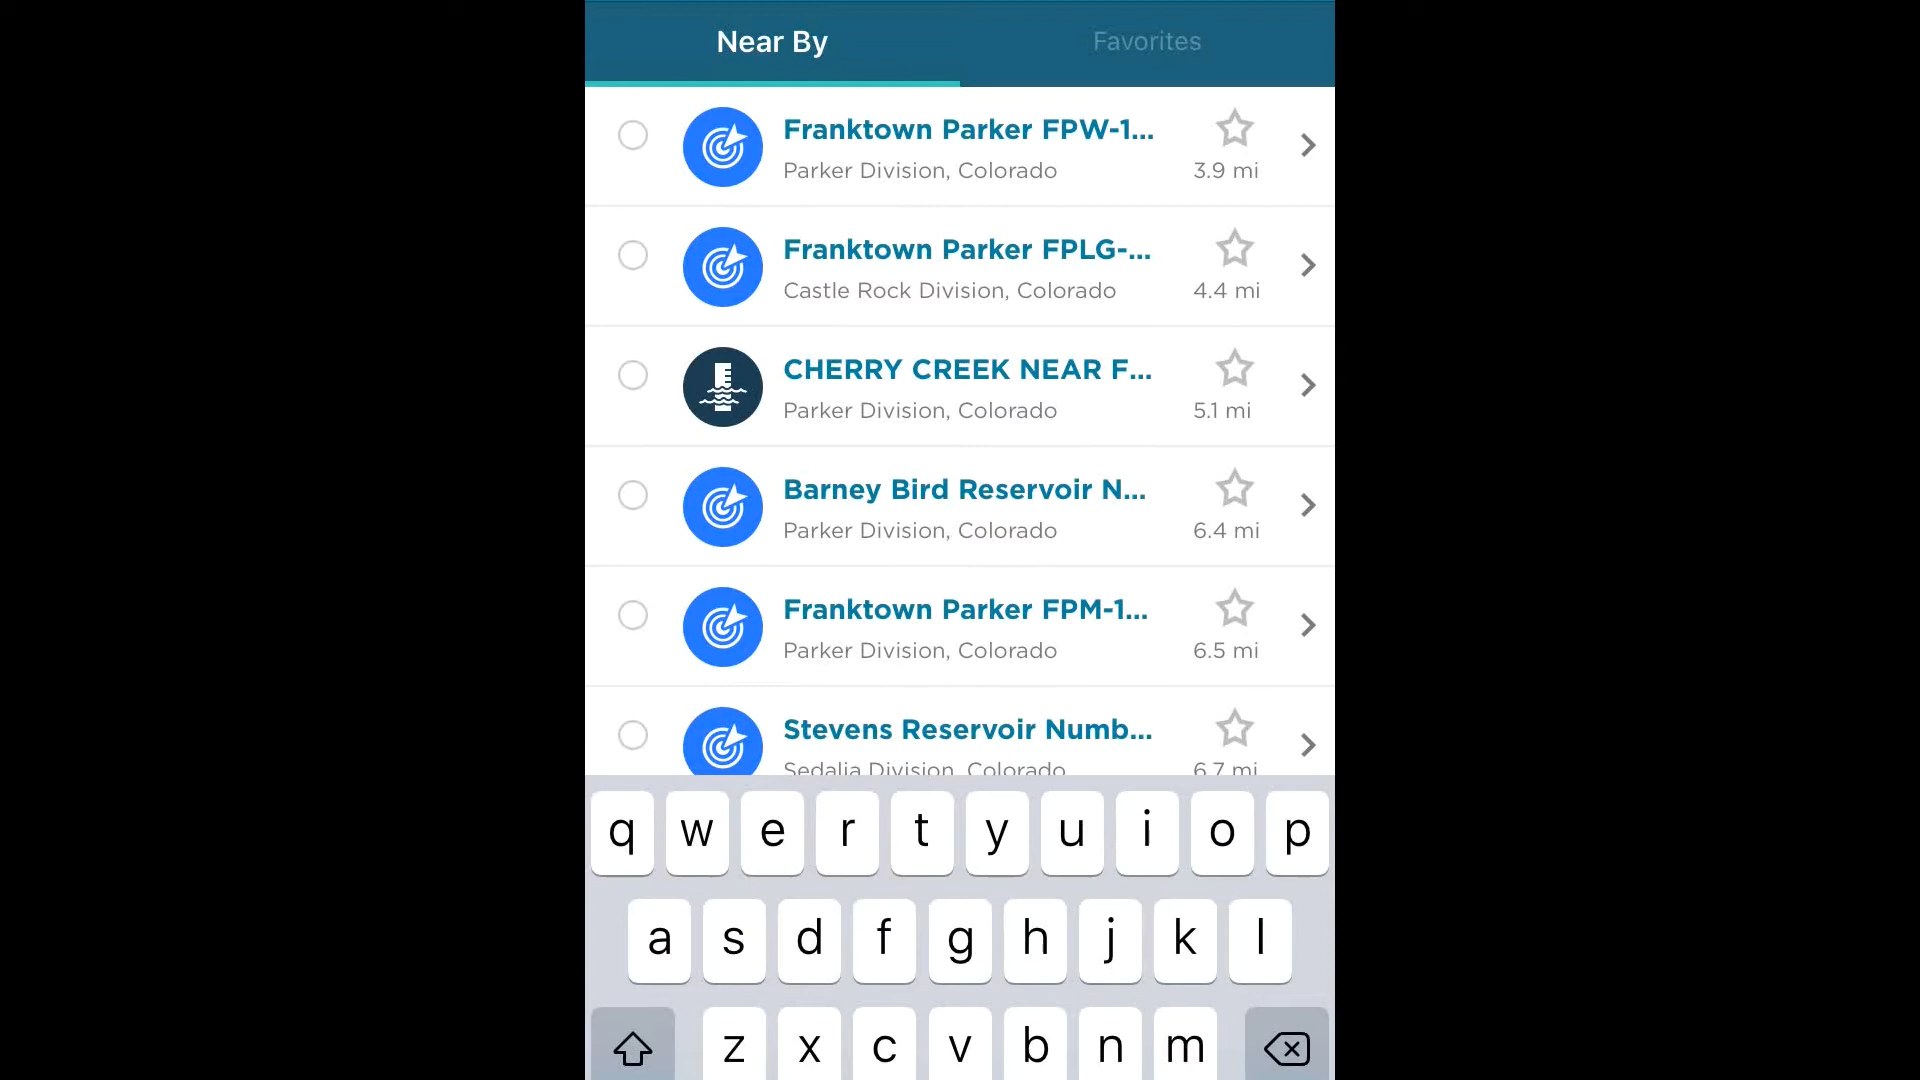 Near By Favorites
Franktown Parker FPW-1...
Parker Division, Colorado 3.9 mi
Franktown Parker FPLG-...
Castle Rock Division, Colorado 4.4 mi
CHERRY CREEK NEAR F...
Parker Division, Colorado 5.1 mi
Barney Bird Reservoir N...
Parker Division, Colorado 6.4 mi
Franktown Parker FPM-1...
Parker Division, Colorado 6.5 mi
Stevens Reservoir Numb...
Sedalia Division, Colorado 6.7 mi
q w e r t y u i o p
a s d f g h j k l
z x c v b n m